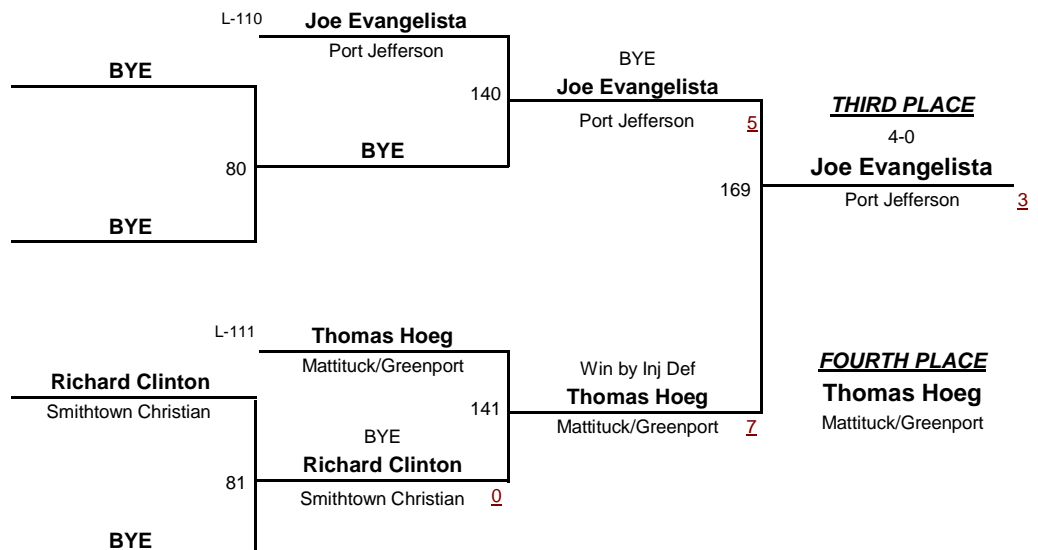 L-110 Joe Evangelista
Port Jefferson
BYE
BYE
140
Joe Evangelista
Port Jefferson 5
THIRD PLACE
4-0
Joe Evangelista
Port Jefferson 3
BYE
80
BYE
169
BYE
L-111 Thomas Hoeg
Mattituck/Greenport
Richard Clinton
Smithtown Christian
141
Win by Inj Def
Thomas Hoeg
Mattituck/Greenport 7
FOURTH PLACE
Thomas Hoeg
Mattituck/Greenport
BYE
Richard Clinton
Smithtown Christian 0
81
BYE